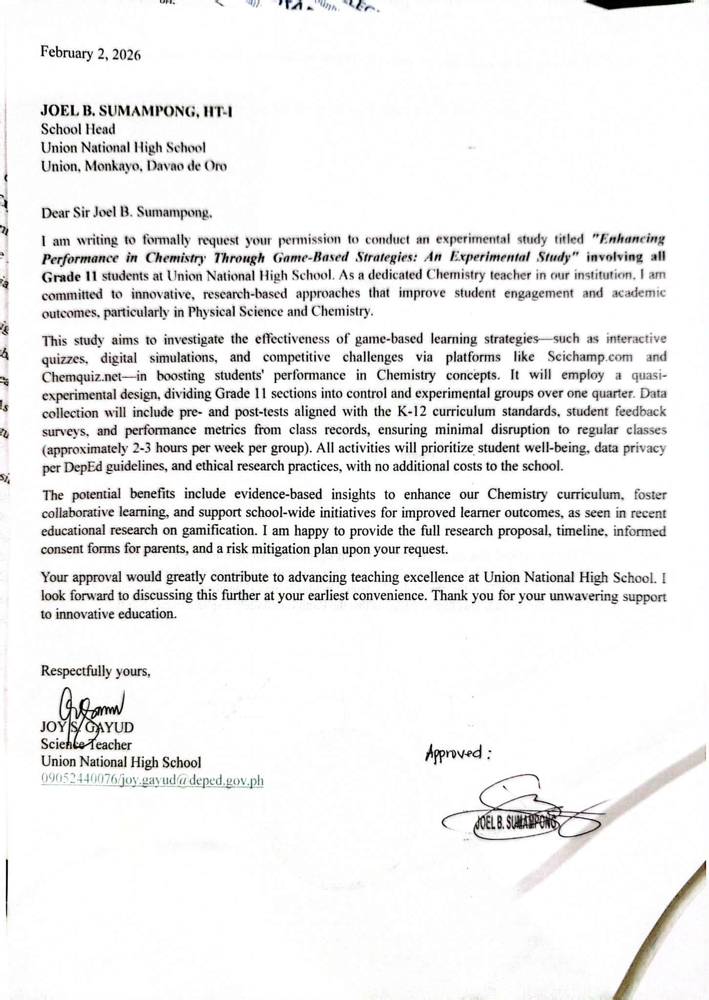 February 2, 2026
JOEL B. SUMAMPONG, HT-I
School Head
Union National High School
Union, Monkayo, Davao de Oro
Dear Sir Joel B. Sumampong,
I am writing to formally request your permission to conduct an experimental study titled "Enhancing
Performance in Chemistry Through Game-Based Strategies: An Experimental Study" involving all
Grade 11 students at Union National High School. As a dedicated Chemistry teacher in our institution, I am
committed to innovative, research-based approaches that improve student engagement and academic
outcomes, particularly in Physical Science and Chemistry.
This study aims to investigate the effectiveness of game-based learning strategies—such as interactive
quizzes, digital simulations, and competitive challenges via platforms like Scichamp.com and
Chemquiz.net—in boosting students' performance in Chemistry concepts. It will employ a quasi-
experimental design, dividing Grade 11 sections into control and experimental groups over one quarter. Data
collection will include pre- and post-tests aligned with the K-12 curriculum standards, student feedback
surveys, and performance metrics from class records, ensuring minimal disruption to regular classes
(approximately 2-3 hours per week per group). All activities will prioritize student well-being, data privacy
per DepEd guidelines, and ethical research practices, with no additional costs to the school.
The potential benefits include evidence-based insights to enhance our Chemistry curriculum, foster
collaborative learning, and support school-wide initiatives for improved learner outcomes, as seen in recent
educational research on gamification. I am happy to provide the full research proposal, timeline, informed
consent forms for parents, and a risk mitigation plan upon your request.
Your approval would greatly contribute to advancing teaching excellence at Union National High School. I
look forward to discussing this further at your earliest convenience. Thank you for your unwavering support
to innovative education.
Respectfully yours,
JOY S. GAYUD
Science Teacher
Union National High School
09052440076/joy.gayud@deped.gov.ph
Approved :
JOEL B. SUMAMPONG